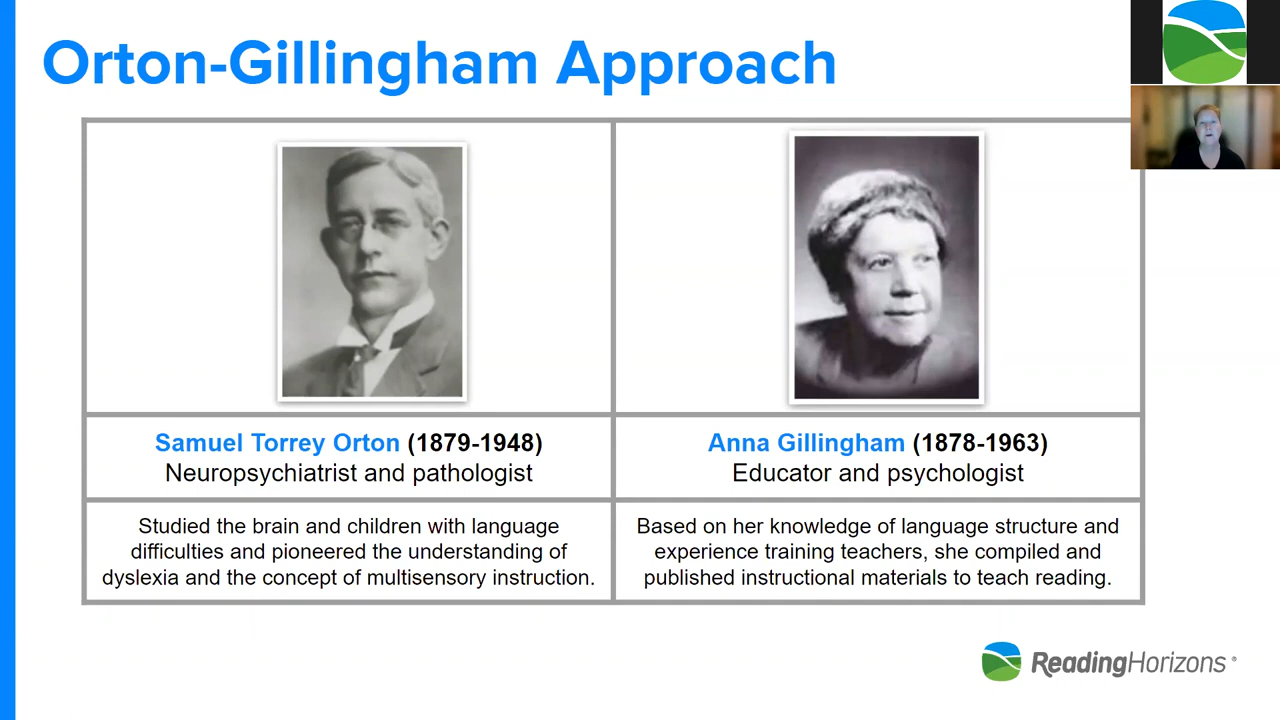 Orton-Gillingham Approach
Samuel Torrey Orton (1879-1948)
Neuropsychiatrist and pathologist
Anna Gillingham (1878-1963)
Educator and psychologist
Studied the brain and children with language
difficulties and pioneered the understanding of
dyslexia and the concept of multisensory instruction.
Based on her knowledge of language structure and
experience training teachers, she compiled and
published instructional materials to teach reading.
ReadingHorizons®